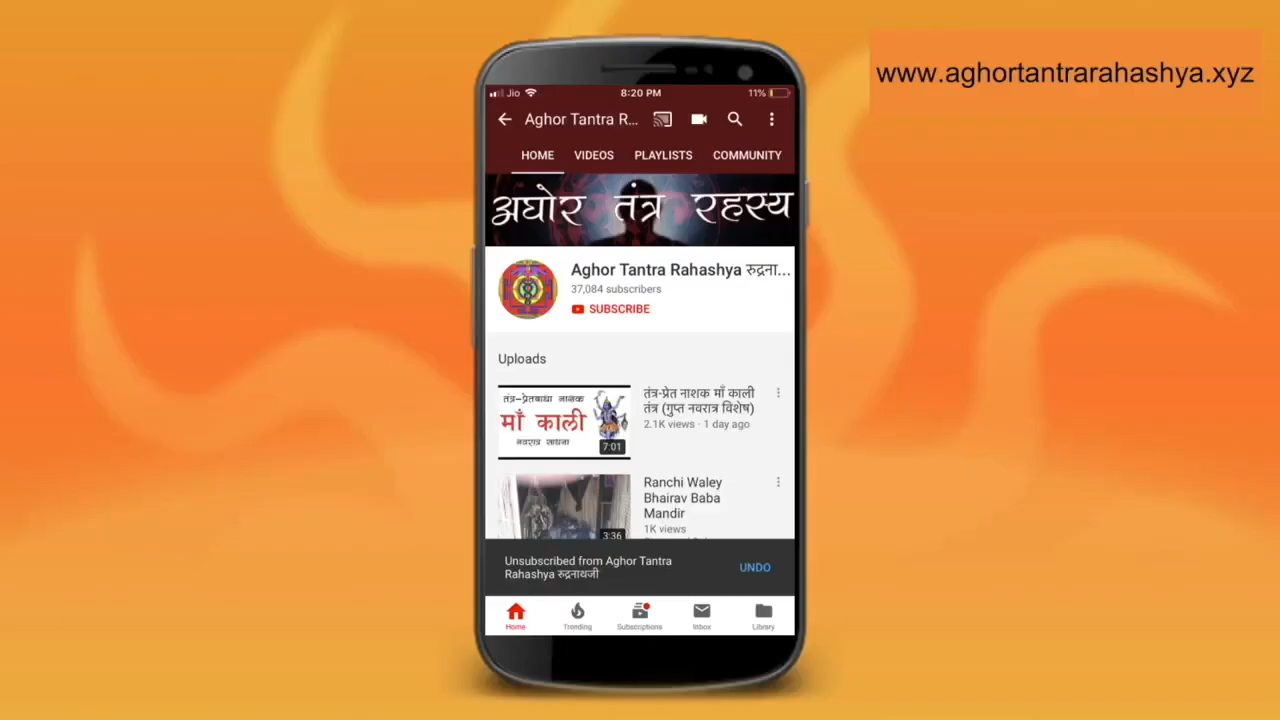 www.aghortantrarahashya.xyz
Jio 8:20 PM 11%
Aghor Tantra R...
HOME VIDEOS PLAYLISTS COMMUNITY
अघोर तंत्र रहस्य
Aghor Tantra Rahashya रुद्रना...
37,084 subscribers
SUBSCRIBE
Uploads
तंत्र-प्रेतबाधा नाशक
माँ काली
नवरात्र साधना
7:01
तंत्र-प्रेत नाशक माँ काली
तंत्र (गुप्त नवरात्र विशेष)
2.1K views · 1 day ago
3:36
Ranchi Waley
Bhairav Baba
Mandir
1K views
Unsubscribed from Aghor Tantra
Rahashya रुद्रनाथजी
UNDO
Home Trending Subscriptions Inbox Library